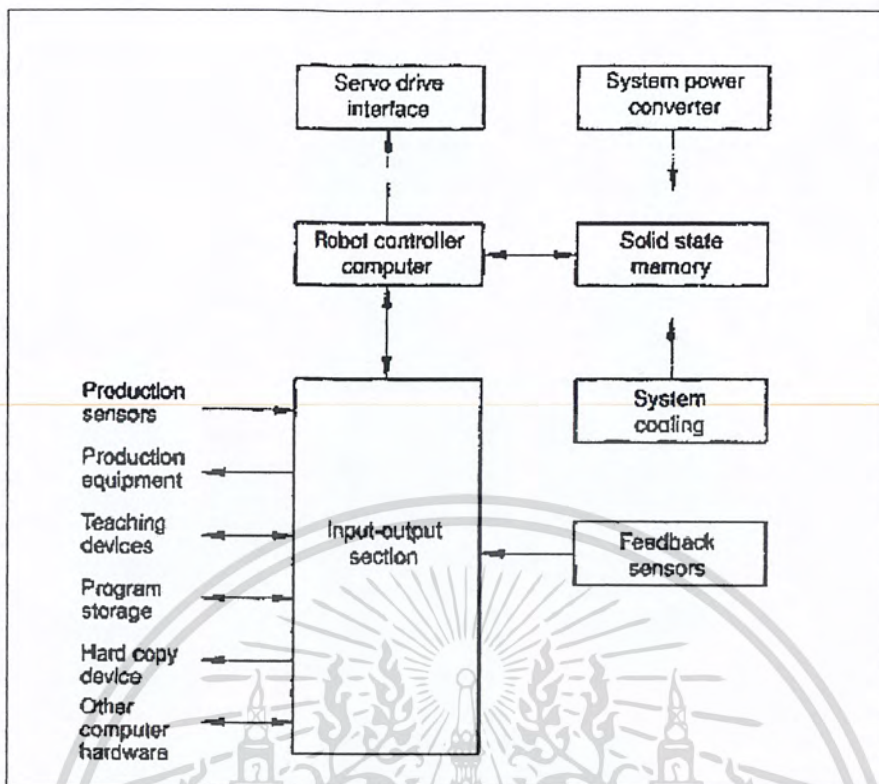 Servo drive
interface
System power
converter
Robot controller
computer
Solid state
memory
Production
sensors
Production
equipment
Teaching
devices
Program
storage
Hard copy
device
Other
computer
hardware
Input-output
section
System
cooling
Feedback
sensors